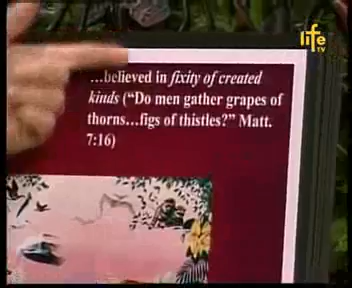 life
TV
...believed in fixity of created
kinds ("Do men gather grapes of
thorns...figs of thistles?" Matt.
7:16)